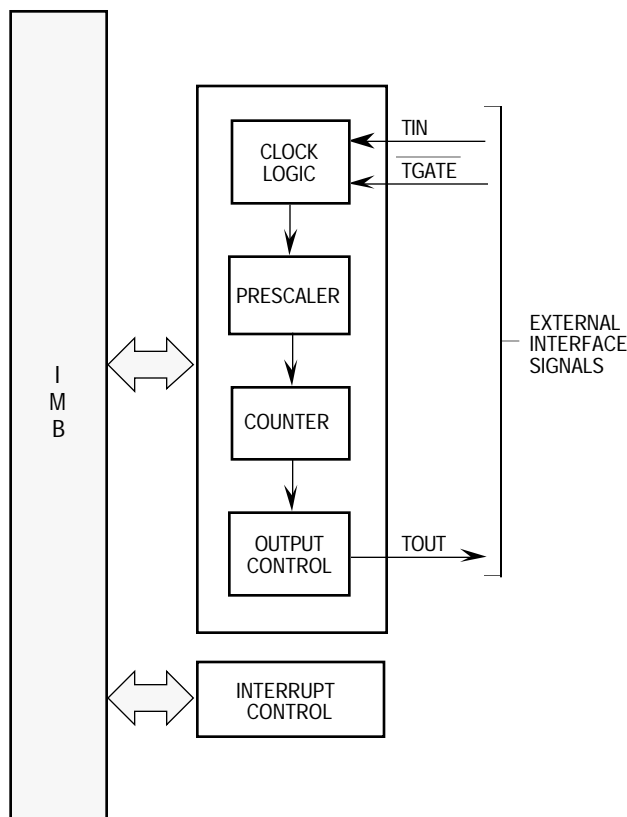 TIN
CLOCK
LOGIC
TGATE
PRESCALER
EXTERNAL
INTERFACE
SIGNALS
I
M
B
COUNTER
OUTPUT
CONTROL
TOUT
INTERRUPT
CONTROL